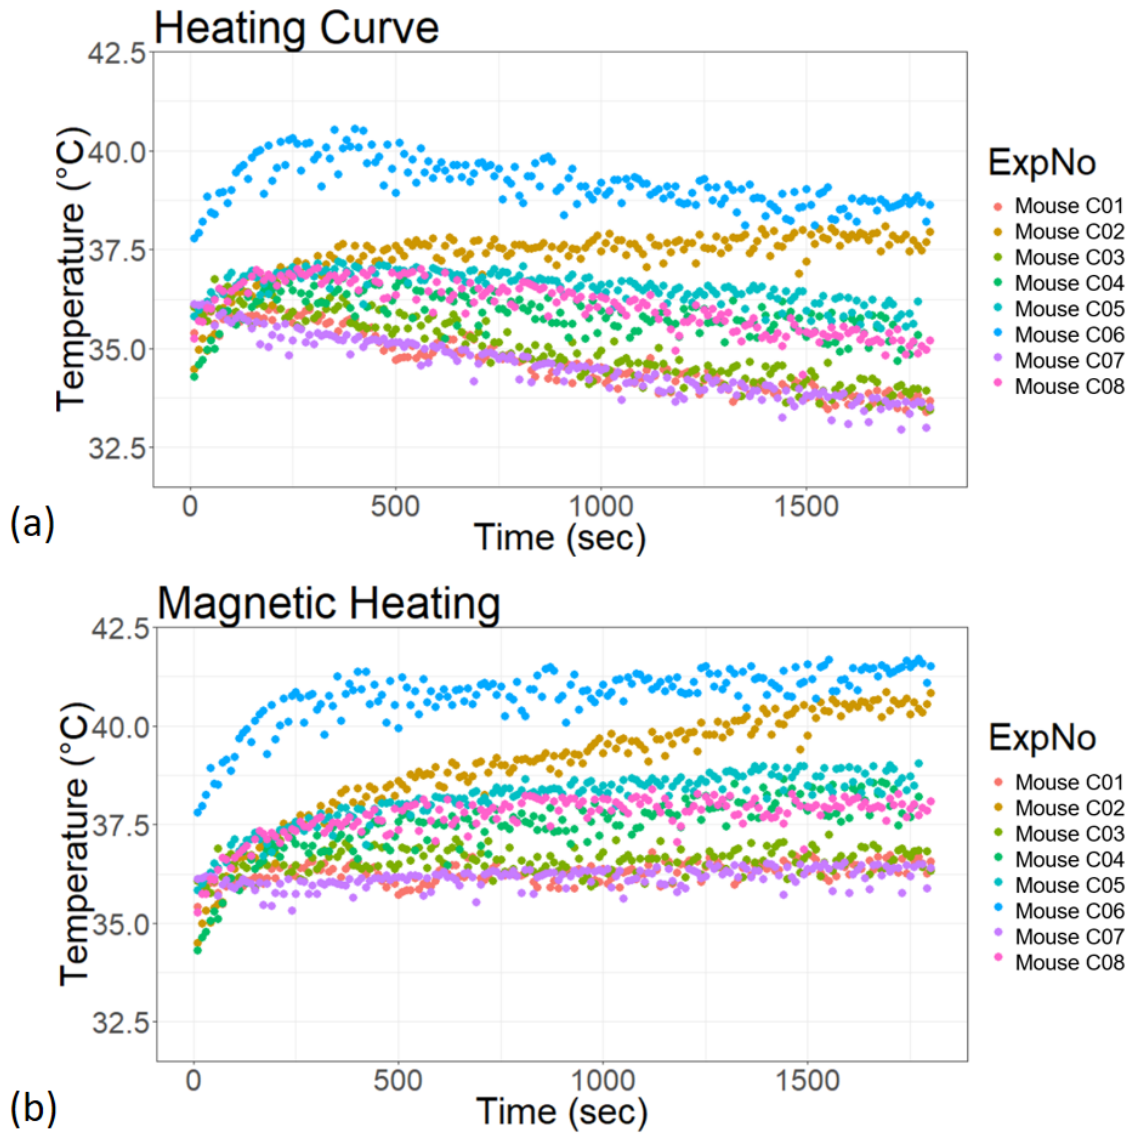 Heating Curve
42.5
40.0
37.5
35.0
32.5
Temperature (°C)
0 500 1000 1500
Time (sec)
(a)
ExpNo
Mouse C01
Mouse C02
Mouse C03
Mouse C04
Mouse C05
Mouse C06
Mouse C07
Mouse C08
Magnetic Heating
42.5
40.0
37.5
35.0
32.5
Temperature (°C)
0 500 1000 1500
Time (sec)
(b)
ExpNo
Mouse C01
Mouse C02
Mouse C03
Mouse C04
Mouse C05
Mouse C06
Mouse C07
Mouse C08